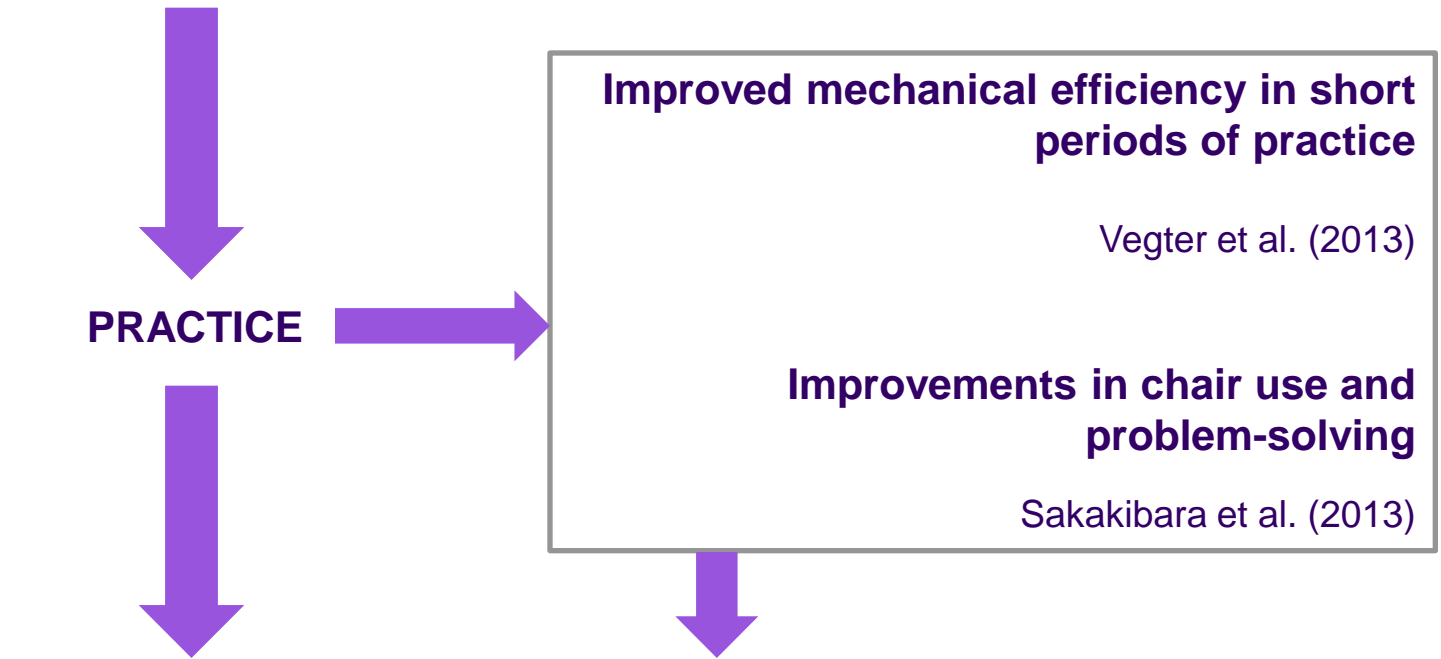 Improved mechanical efficiency in short
periods of practice
Vegter et al. (2013)
PRACTICE
Improvements in chair use and
problem-solving
Sakakibara et al. (2013)